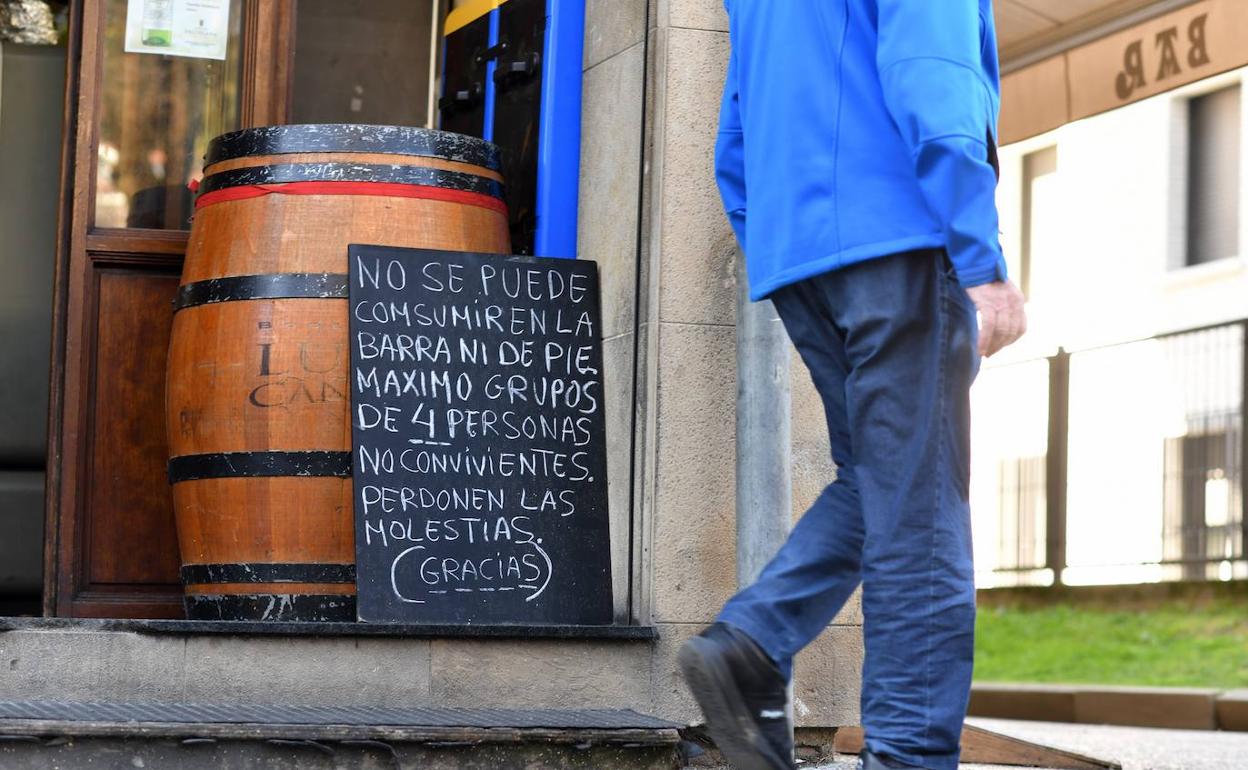 BAR
NO SE PUEDE
COMSUMIR EN LA
BARRA NI DE PIE
MAXIMO GRUPOS
DE 4 PERSONAS
NO CONVIVIENTES.
PERDONEN LAS
MOLESTIAS.
(GRACIAS)